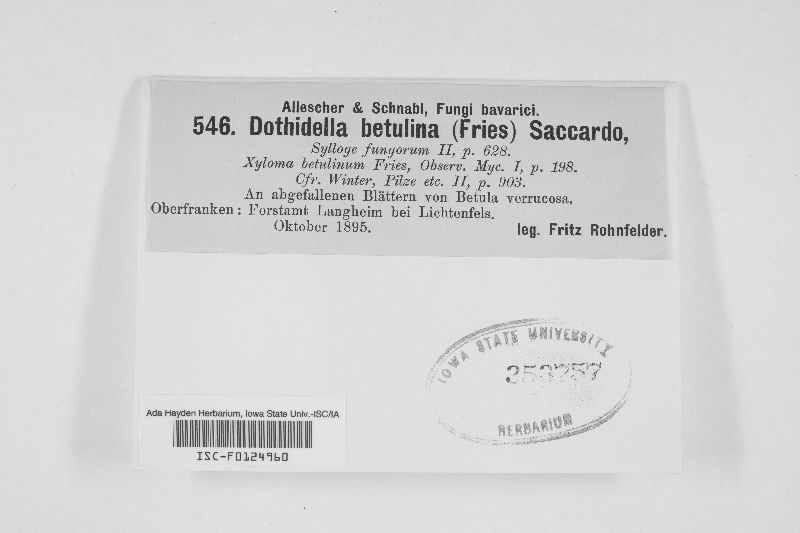 Allescher & Schnabl, Fungi bavarici.
546. Dothidella betulina (Fries) Saccardo,
Sylloge fungorum II, p. 628.
Xyloma betulinum Fries, Observ. Myc. I, p. 198.
Cfr. Winter, Pilze etc. II, p. 903.
An abgefallenen Blättern von Betula verrucosa.
Oberfranken: Forstamt Langheim bei Lichtenfels.
Oktober 1895. leg. Fritz Rohnfelder.
IOWA STATE UNIVERSITY
353757
HERBARIUM
Ada Hayden Herbarium, Iowa State Univ.-ISC/IA
ISC-F0124960